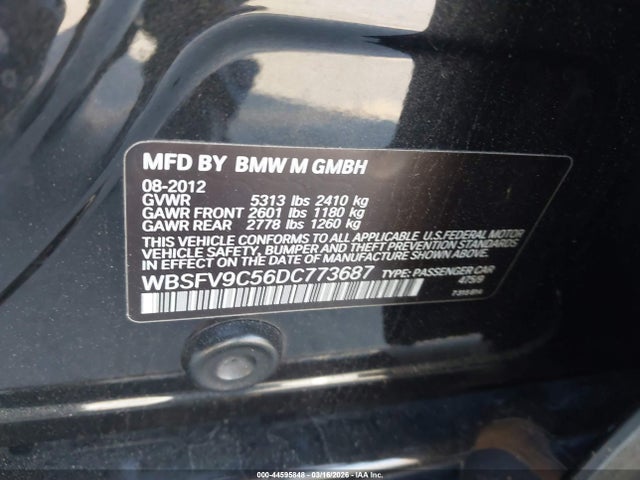 MFD BY BMW M GMBH
08-2012
GVWR 5313 lbs 2410 kg
GAWR FRONT 2601 lbs 1180 kg
GAWR REAR 2778 lbs 1260 kg
THIS VEHICLE CONFORMS TO ALL APPLICABLE U.S. FEDERAL MOTOR
VEHICLE SAFETY, BUMPER AND THEFT PREVENTION STANDARDS
IN EFFECT ON THE DATE OF MANUFACTURE SHOWN ABOVE.
WBSFV9C56DC773687 TYPE: PASSENGER CAR
000-44595848 - 03/16/2026 - IAA Inc.